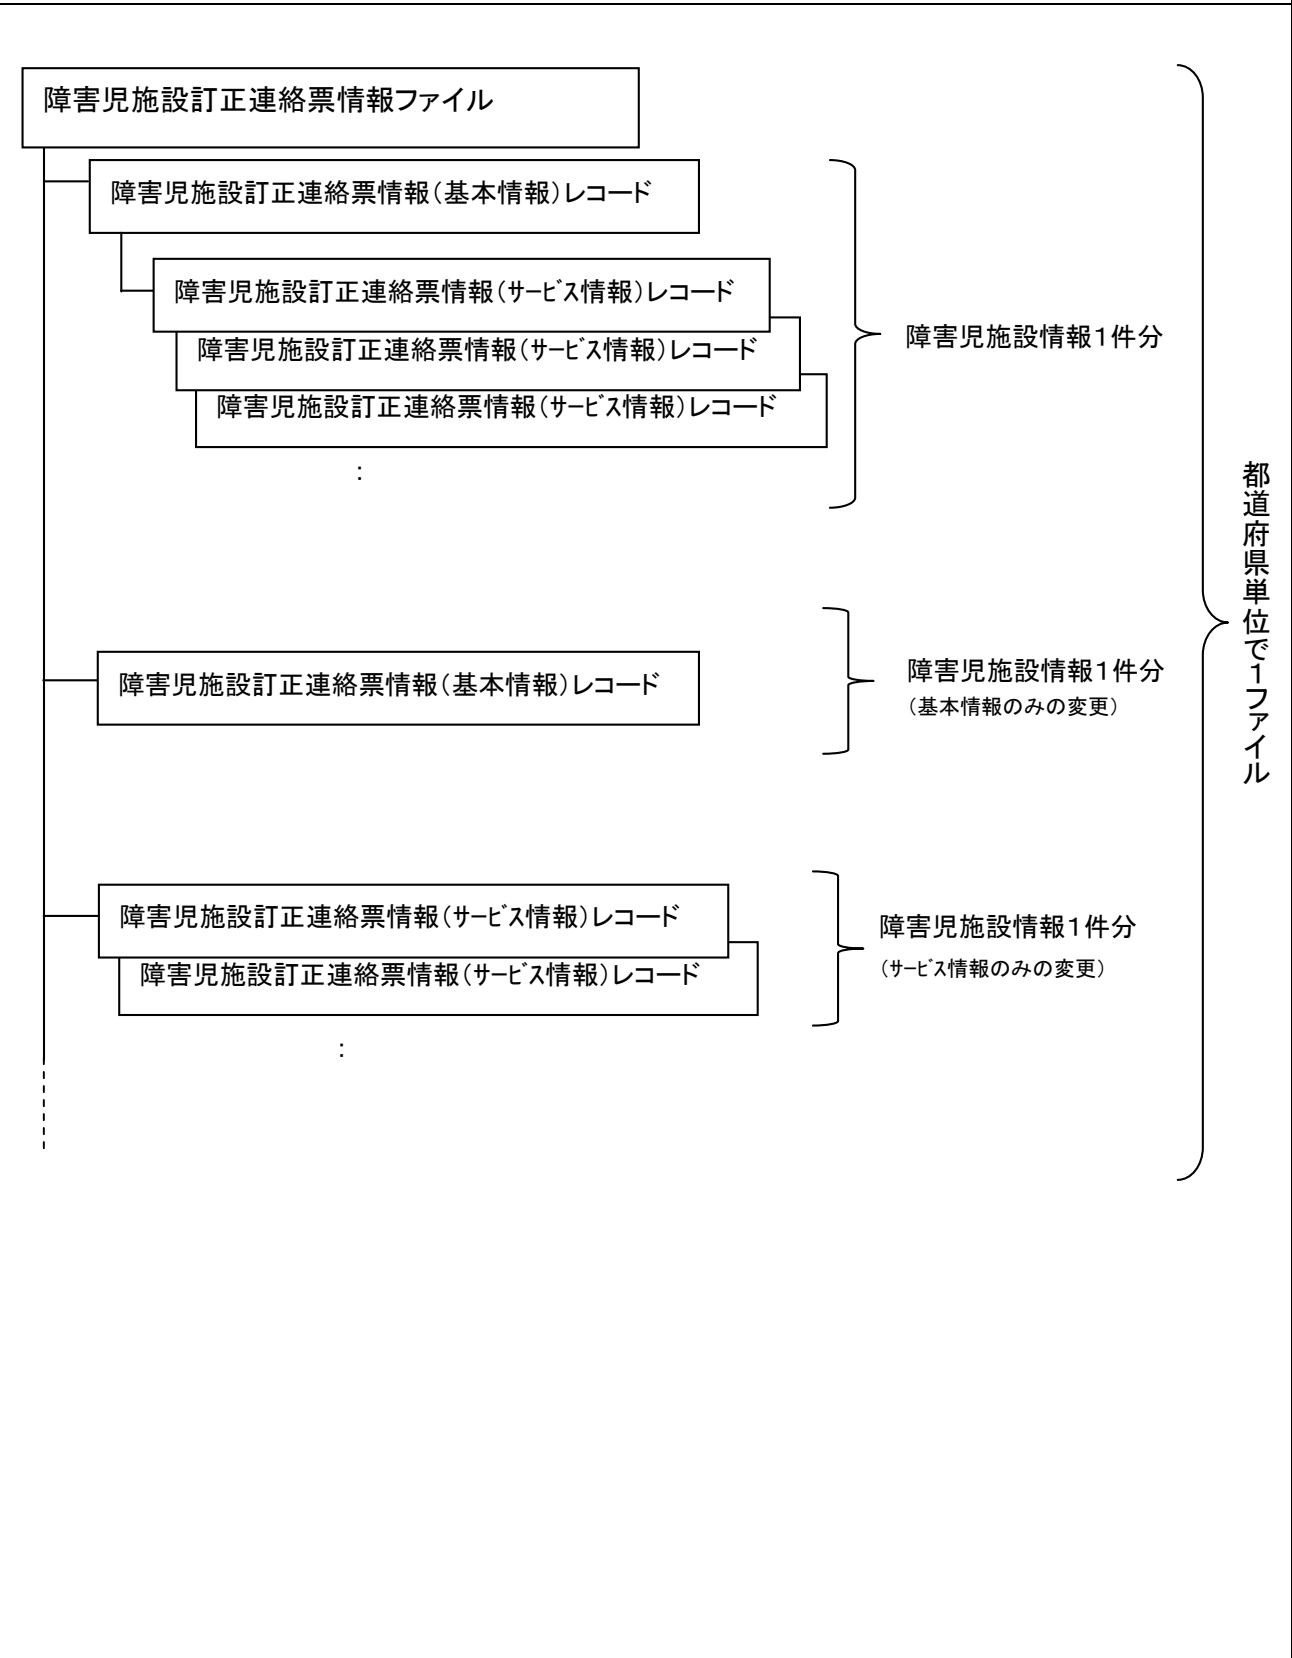 障害児施設訂正連絡票情報ファイル
障害児施設訂正連絡票情報(基本情報)レコード
障害児施設訂正連絡票情報(ｻｰﾋﾞｽ情報)レコード
障害児施設訂正連絡票情報(ｻｰﾋﾞｽ情報)レコード
障害児施設訂正連絡票情報(ｻｰﾋﾞｽ情報)レコード
:
障害児施設情報1件分
障害児施設訂正連絡票情報(基本情報)レコード
障害児施設情報1件分
(基本情報のみの変更)
障害児施設訂正連絡票情報(ｻｰﾋﾞｽ情報)レコード
障害児施設訂正連絡票情報(ｻｰﾋﾞｽ情報)レコード
:
障害児施設情報1件分
(ｻｰﾋﾞｽ情報のみの変更)
都道府県単位で1ファイル